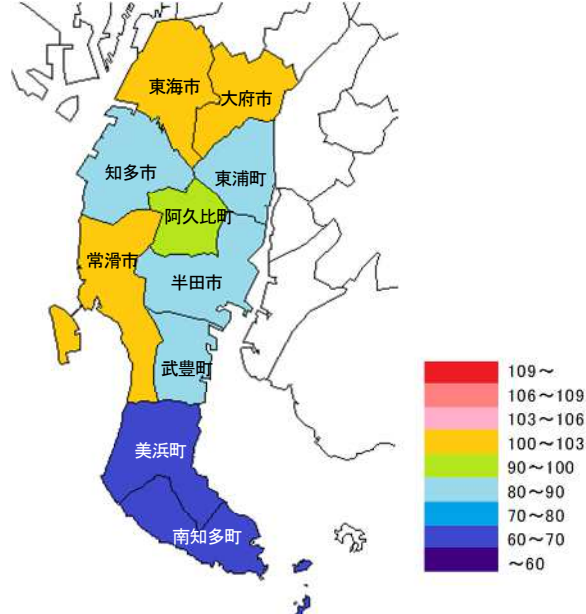 東海市
大府市
知多市
東浦町
阿久比町
常滑市
半田市
武豊町
美浜町
南知多町
109～
106～109
103～106
100～103
90～100
80～90
70～80
60～70
～60